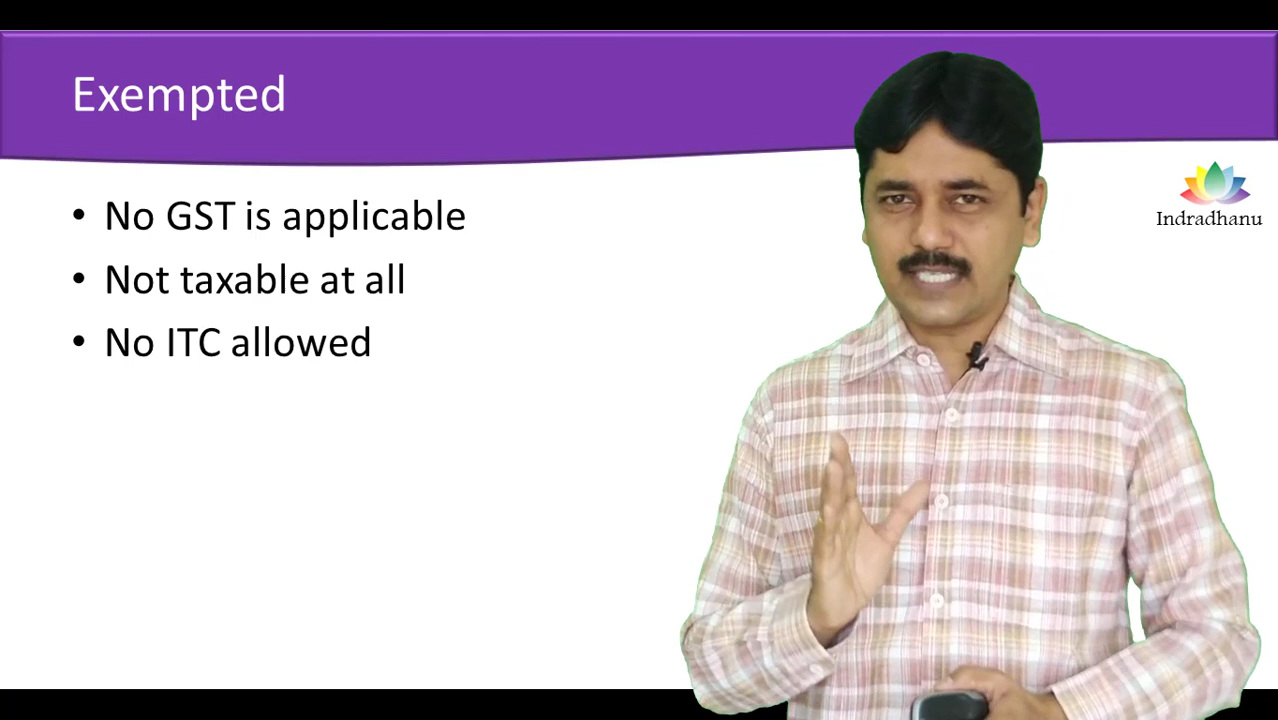 Exempted
Indradhanu
• No GST is applicable
• Not taxable at all
• No ITC allowed